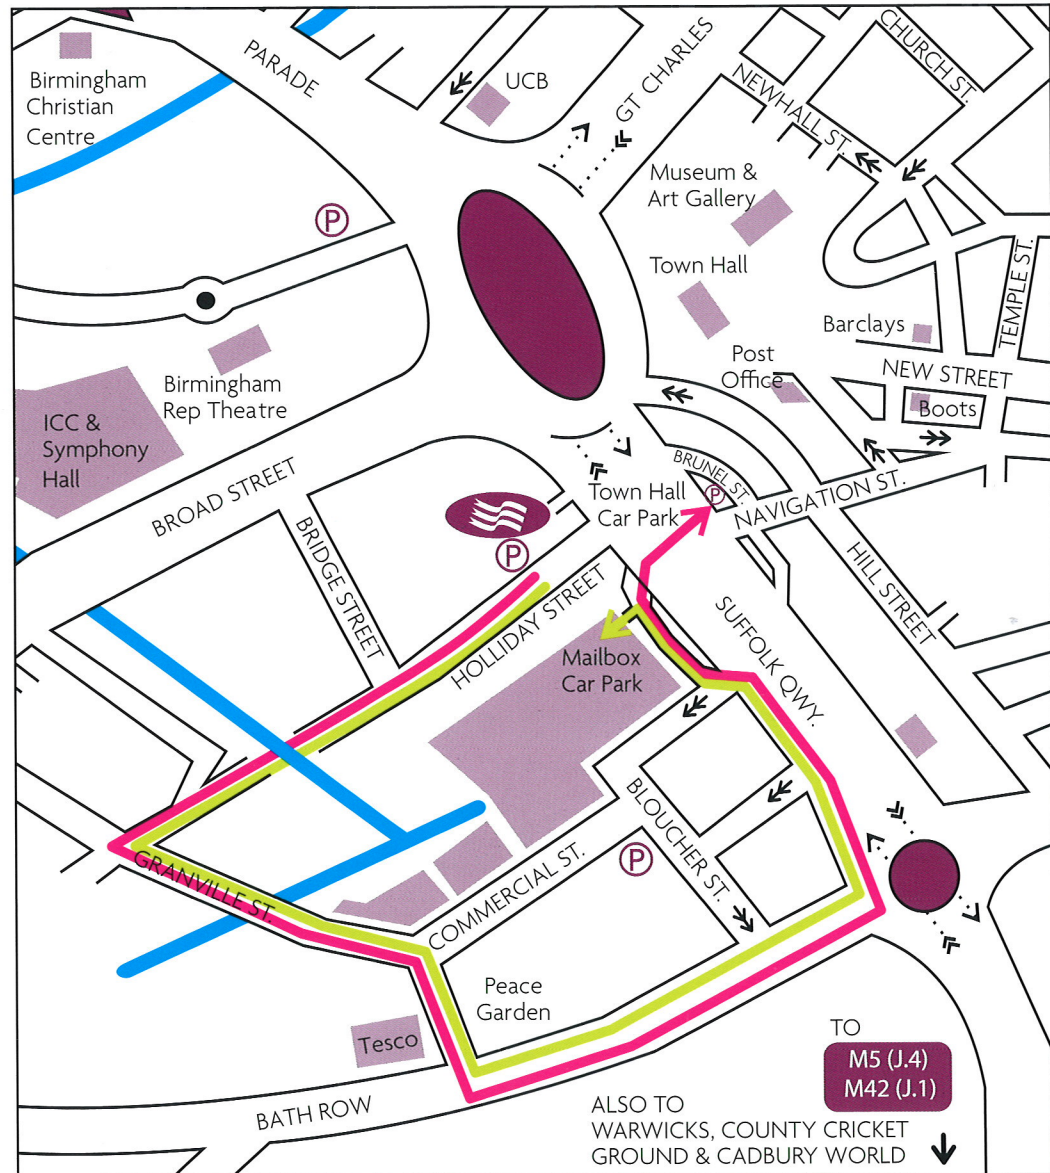 PARADE
Birmingham
Christian
Centre
UCB
GT CHARLES
CHURCH ST.
NEWHALL ST.
Museum &
Art Gallery
P
Town Hall
TEMPLE ST.
Barclays
Post
Office
NEW STREET
Boots
Birmingham
Rep Theatre
ICC &
Symphony
Hall
BROAD STREET
BRIDGE STREET
BRUNEL ST.
Town Hall
Car Park
P
NAVIGATION ST.
P
HILL STREET
HOLLIDAY STREET
SUFFOLK QWY.
Mailbox
Car Park
BLOUCHER ST.
P
GRANVILLE ST.
COMMERCIAL ST.
Peace
Garden
Tesco
BATH ROW
TO
M5 (J.4)
M42 (J.1)
ALSO TO
WARWICKS, COUNTY CRICKET
GROUND & CADBURY WORLD